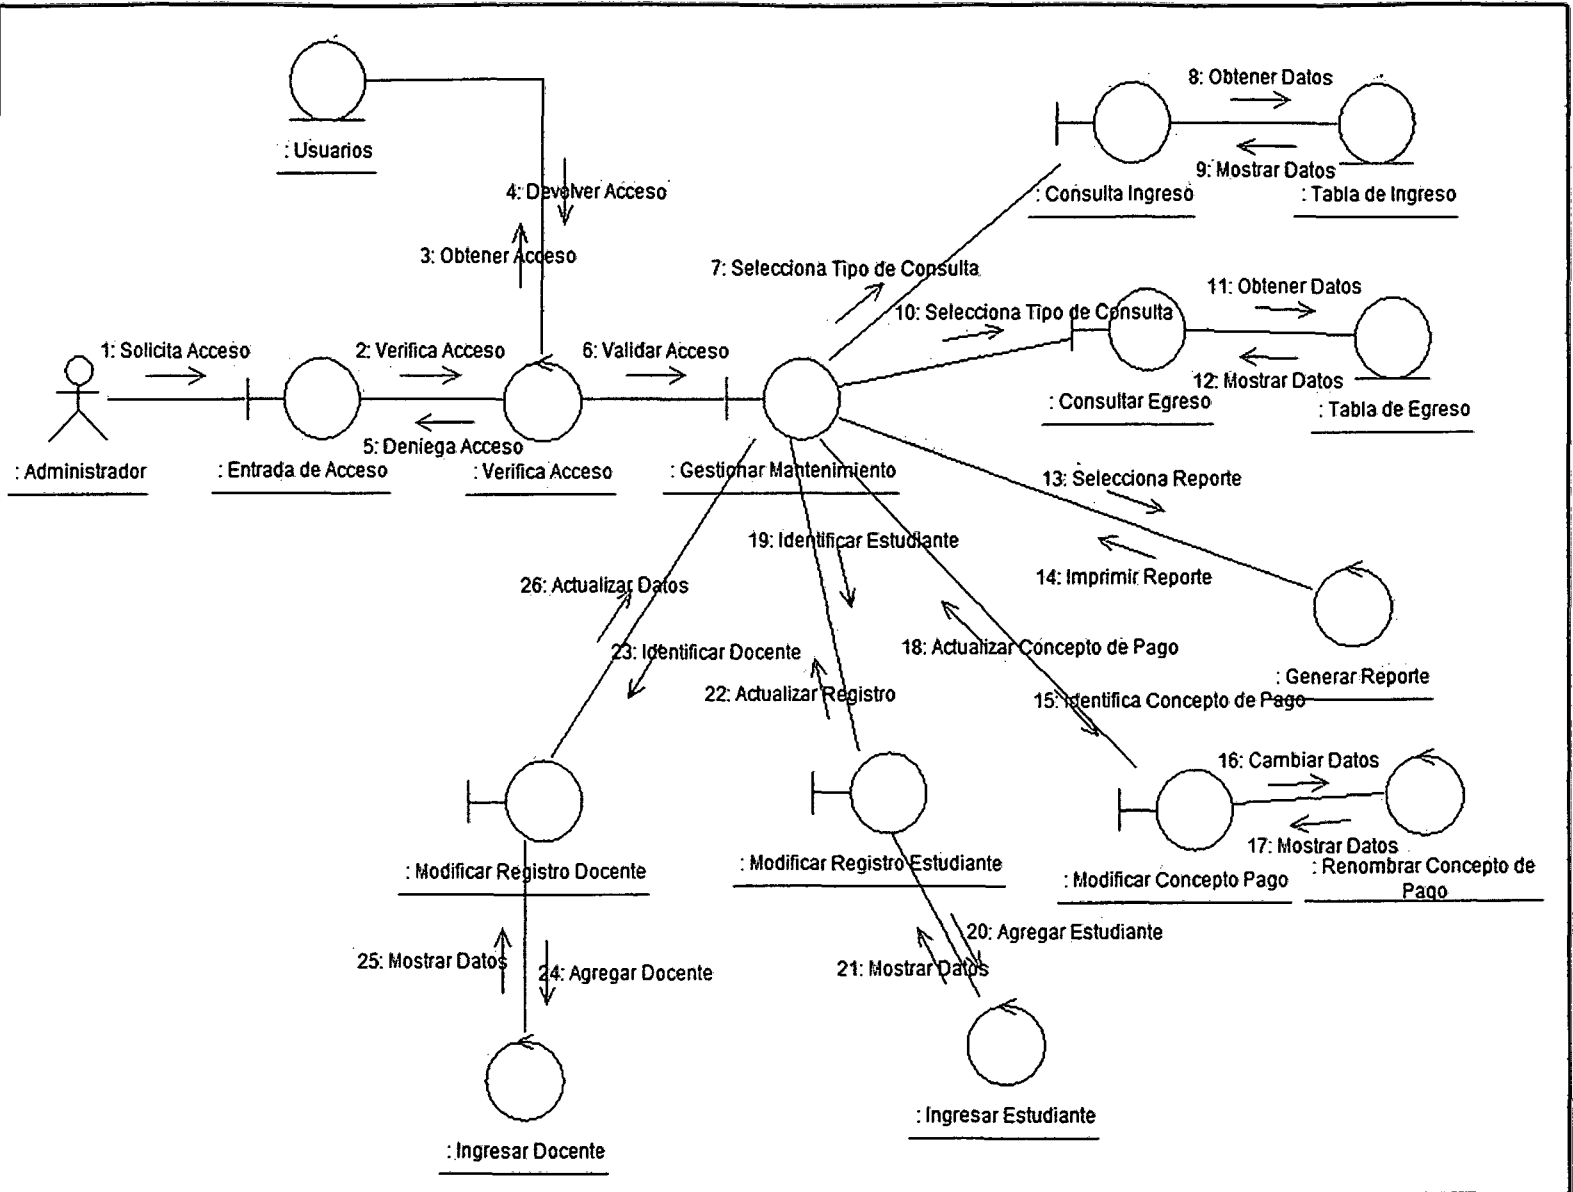 : Usuarios
4: Devolver Acceso
3: Obtener Acceso
1: Solicita Acceso
2: Verifica Acceso
6: Validar Acceso
5: Deniega Acceso
: Administrador
: Entrada de Acceso
: Verifica Acceso
: Gestionar Mantenimiento
7: Selecciona Tipo de Consulta
8: Obtener Datos
9: Mostrar Datos
: Consulta Ingreso
: Tabla de Ingreso
10: Selecciona Tipo de Consulta
11: Obtener Datos
12: Mostrar Datos
: Consultar Egreso
: Tabla de Egreso
13: Selecciona Reporte
14: Imprimir Reporte
: Generar Reporte
19: Identificar Estudiante
26: Actualizar Datos
23: Identificar Docente
22: Actualizar Registro
18: Actualizar Concepto de Pago
15: Identifica Concepto de Pago
16: Cambiar Datos
17: Mostrar Datos
: Modificar Registro Docente
: Modificar Registro Estudiante
: Modificar Concepto Pago
: Renombrar Concepto de
Pago
25: Mostrar Datos
24: Agregar Docente
20: Agregar Estudiante
21: Mostrar Datos
: Ingresar Docente
: Ingresar Estudiante